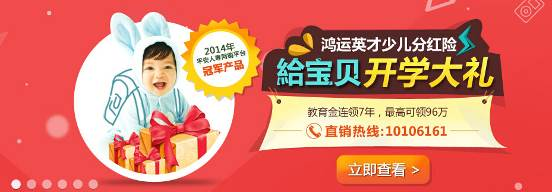 2014年
平安人寿网销平台
冠军产品
鸿运英才少儿分红险
給宝贝开学大礼
教育金连领7年，最高可领96万
直销热线:10106161
立即查看 >